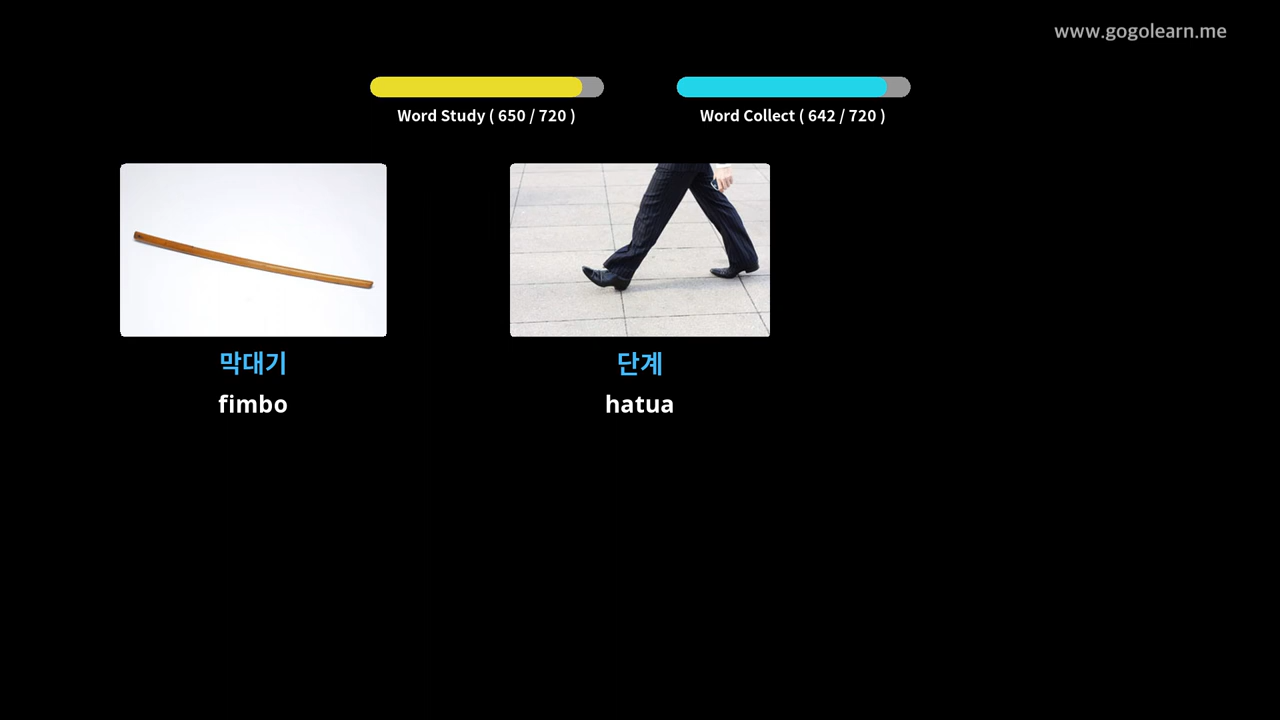 www.gogolearn.me
Word Study ( 650 / 720 )
Word Collect ( 642 / 720 )
막대기
단계
fimbo
hatua